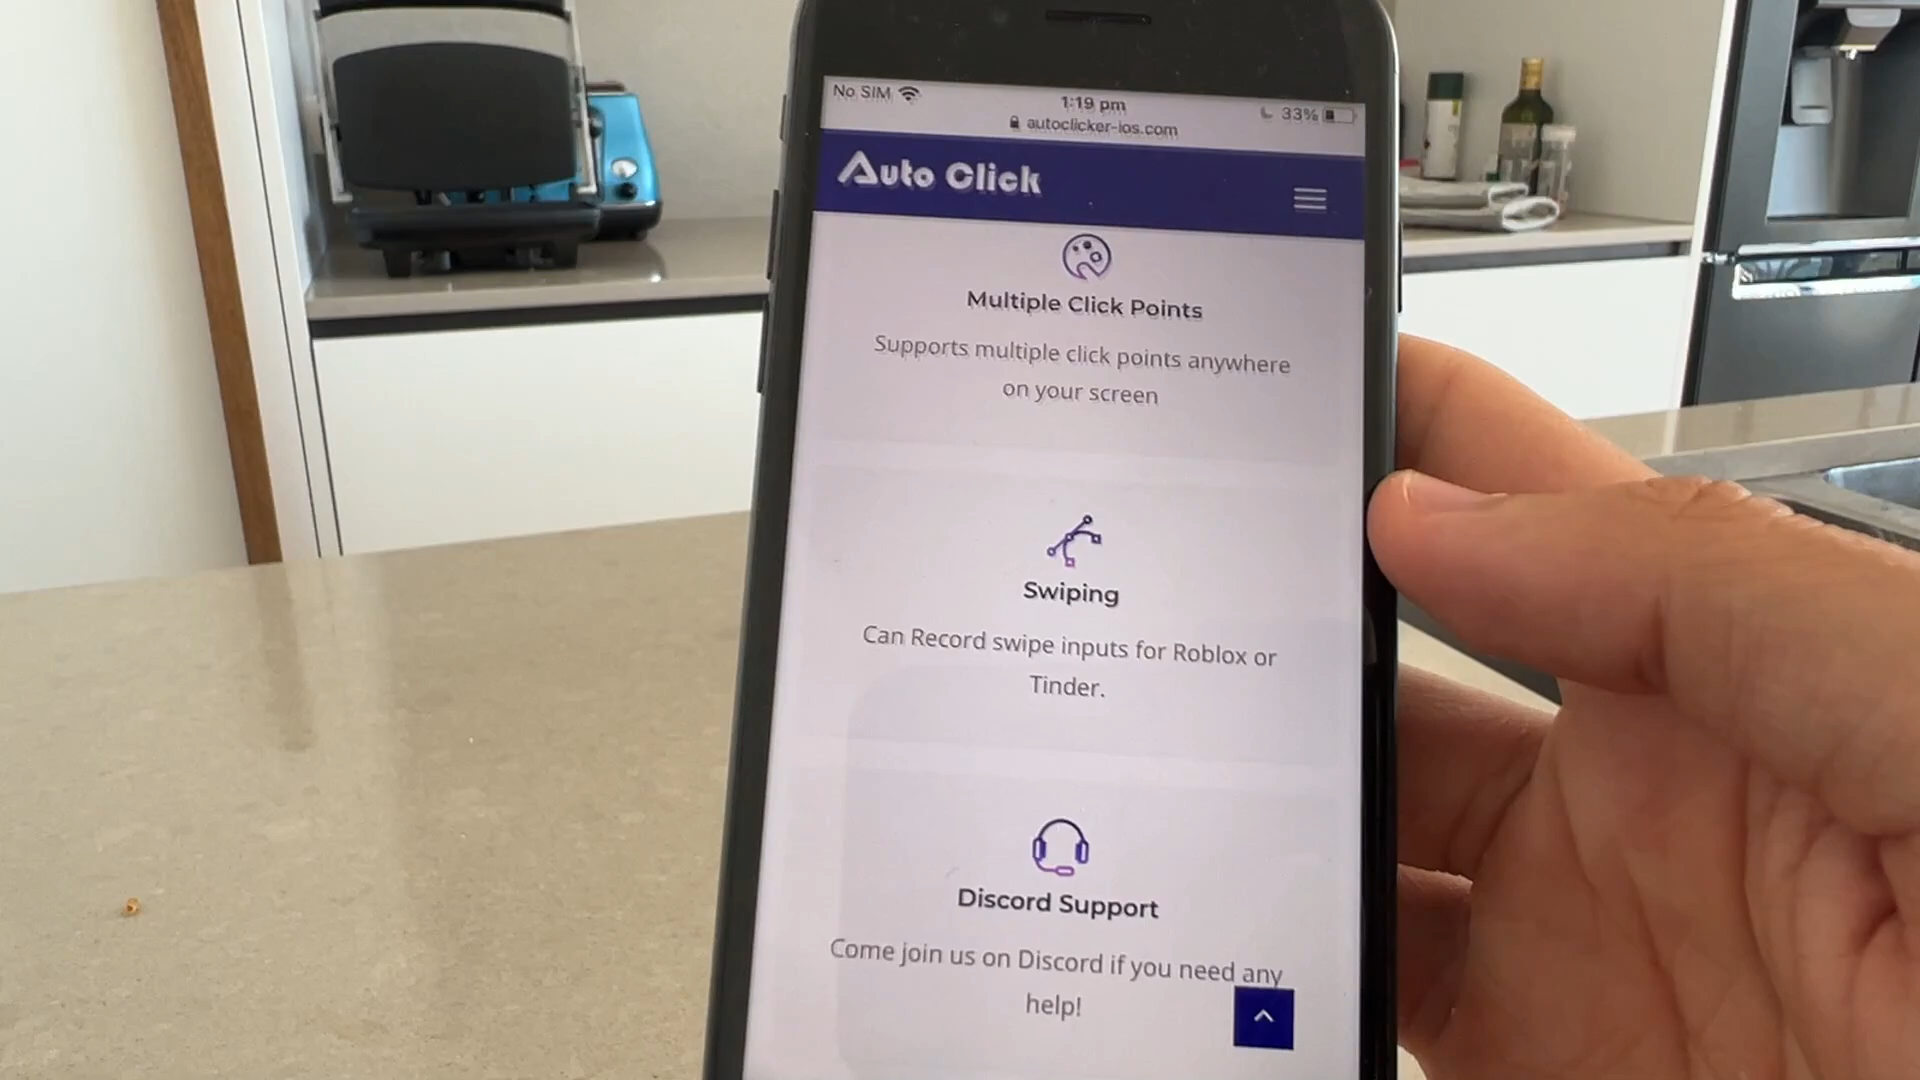 No SIM
1:19 pm
33%
autoclicker-ios.com
Auto Click
Multiple Click Points
Supports multiple click points anywhere
on your screen
Swiping
Can Record swipe inputs for Roblox or
Tinder.
Discord Support
Come join us on Discord if you need any
help!